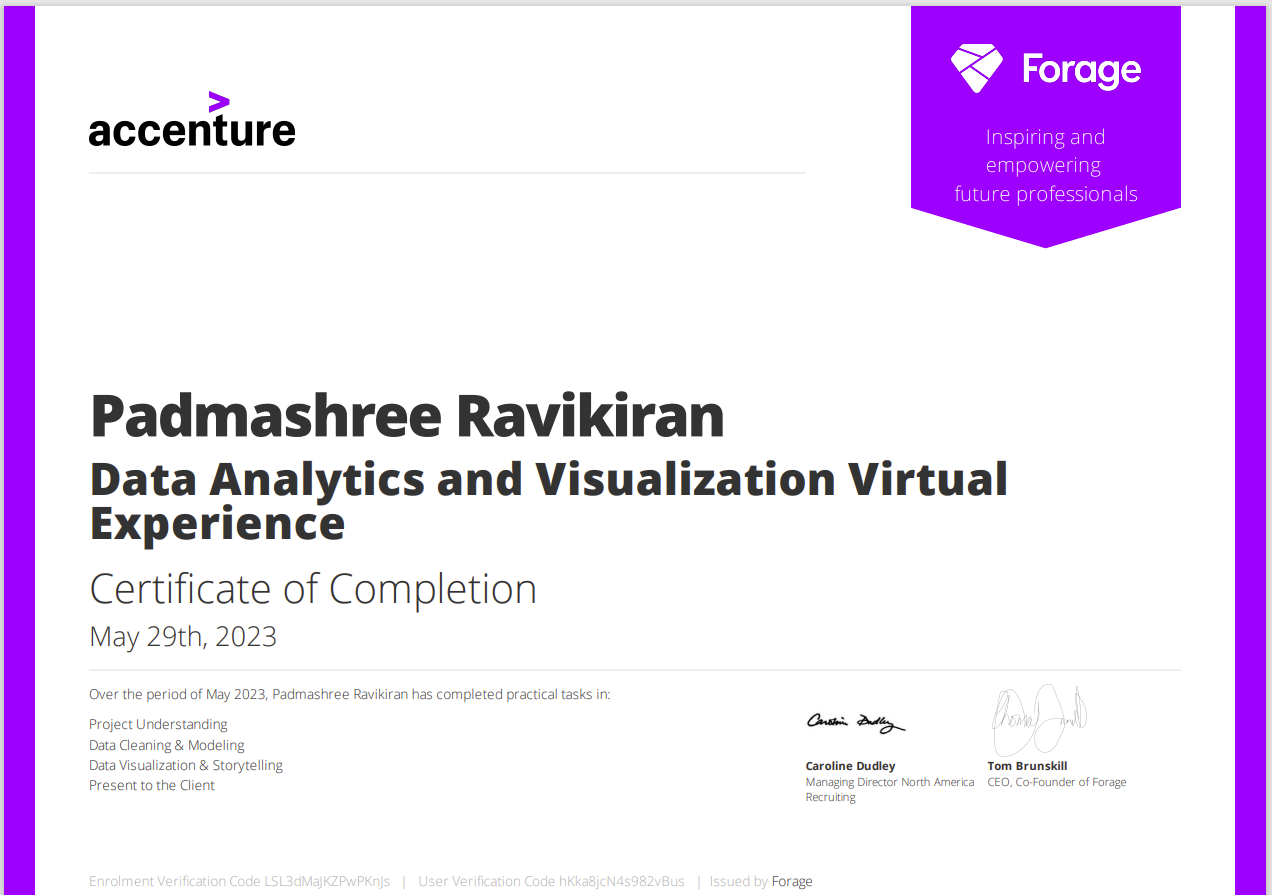 accenture
Forage
Inspiring and
empowering
future professionals
Padmashree Ravikiran
Data Analytics and Visualization Virtual
Experience
Certificate of Completion
May 29th, 2023
Over the period of May 2023, Padmashree Ravikiran has completed practical tasks in:
Project Understanding
Data Cleaning & Modeling
Data Visualization & Storytelling
Present to the Client
Caroline Dudley
Caroline Dudley
Managing Director North America
Recruiting
Tom Brunskill
CEO, Co-Founder of Forage
Enrolment Verification Code LSL3dMaJKZPwPKnJs | User Verification Code hKka8jcN4s982vBus | Issued by Forage